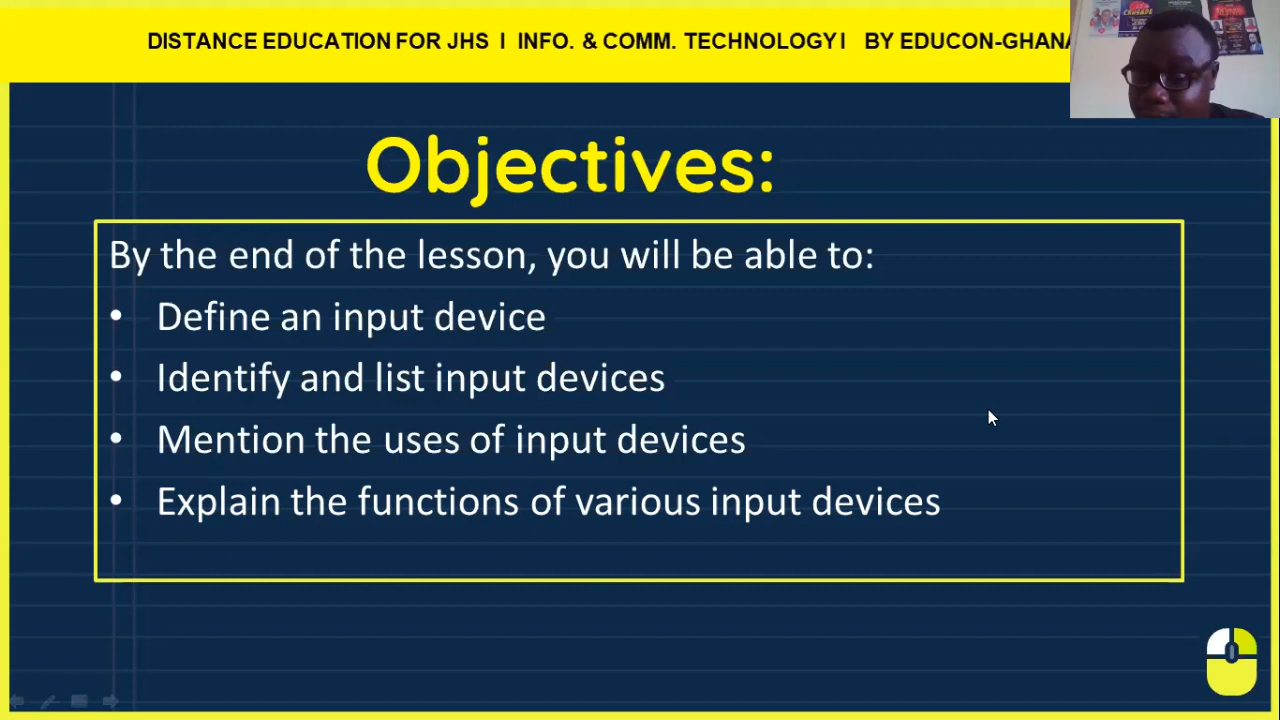 DISTANCE EDUCATION FOR JHS I INFO. & COMM. TECHNOLOGY I BY EDUCON-GHANA
Objectives:
By the end of the lesson, you will be able to:
• Define an input device
• Identify and list input devices
• Mention the uses of input devices
• Explain the functions of various input devices